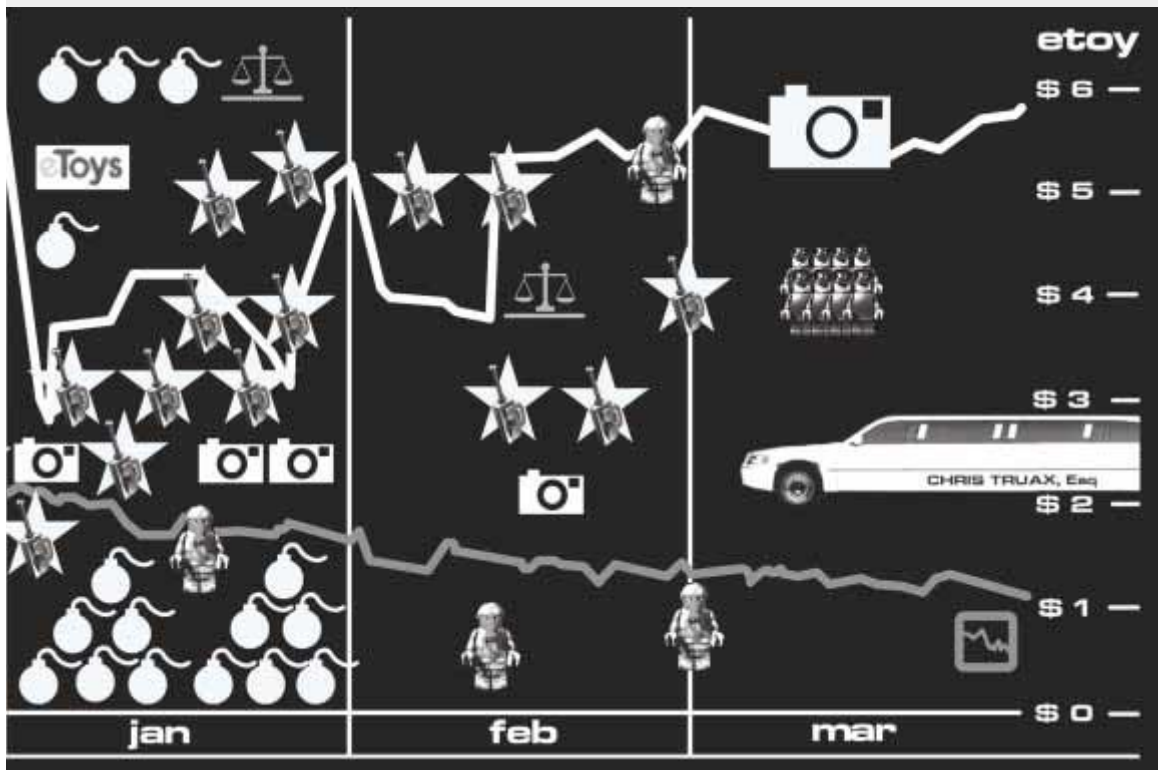 etoy
$ 6
eToys
$ 5
$ 4
$ 3
CHRIS TRUAX, Esq
$ 2
$ 1
$ 0
jan
feb
mar